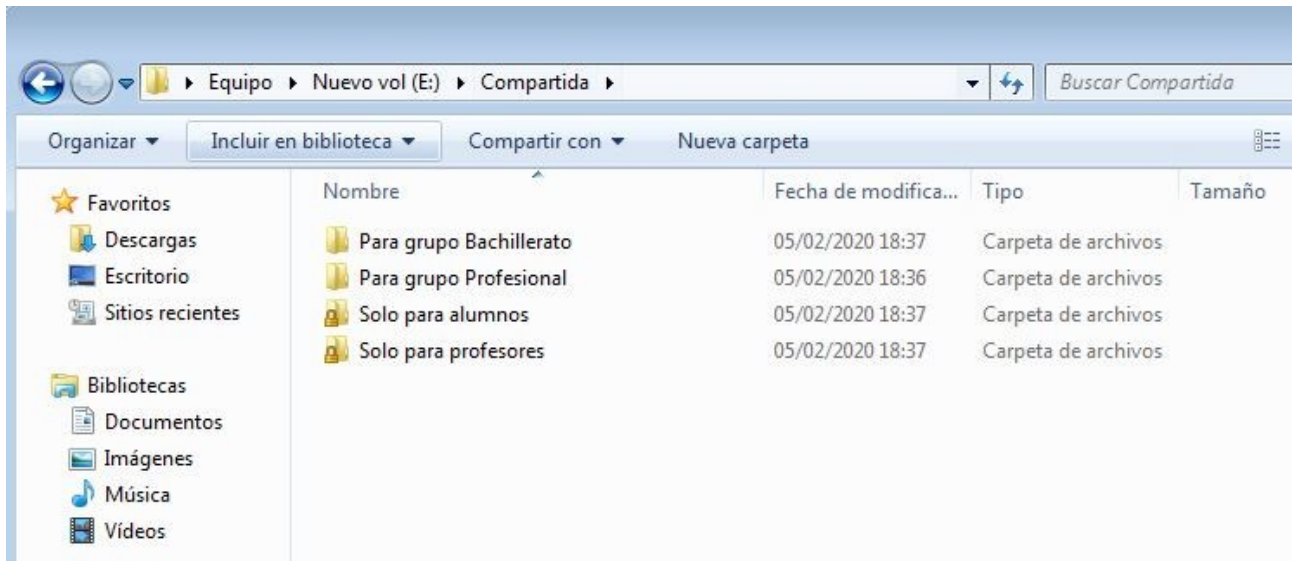 Equipo Nuevo vol (E:) Compartida Buscar Compartida
Organizar Incluir en biblioteca Compartir con Nueva carpeta
Favoritos
Descargas
Escritorio
Sitios recientes
Bibliotecas
Documentos
Imágenes
Música
Vídeos
Nombre Fecha de modifica... Tipo Tamaño
Para grupo Bachillerato 05/02/2020 18:37 Carpeta de archivos
Para grupo Profesional 05/02/2020 18:36 Carpeta de archivos
Solo para alumnos 05/02/2020 18:37 Carpeta de archivos
Solo para profesores 05/02/2020 18:37 Carpeta de archivos